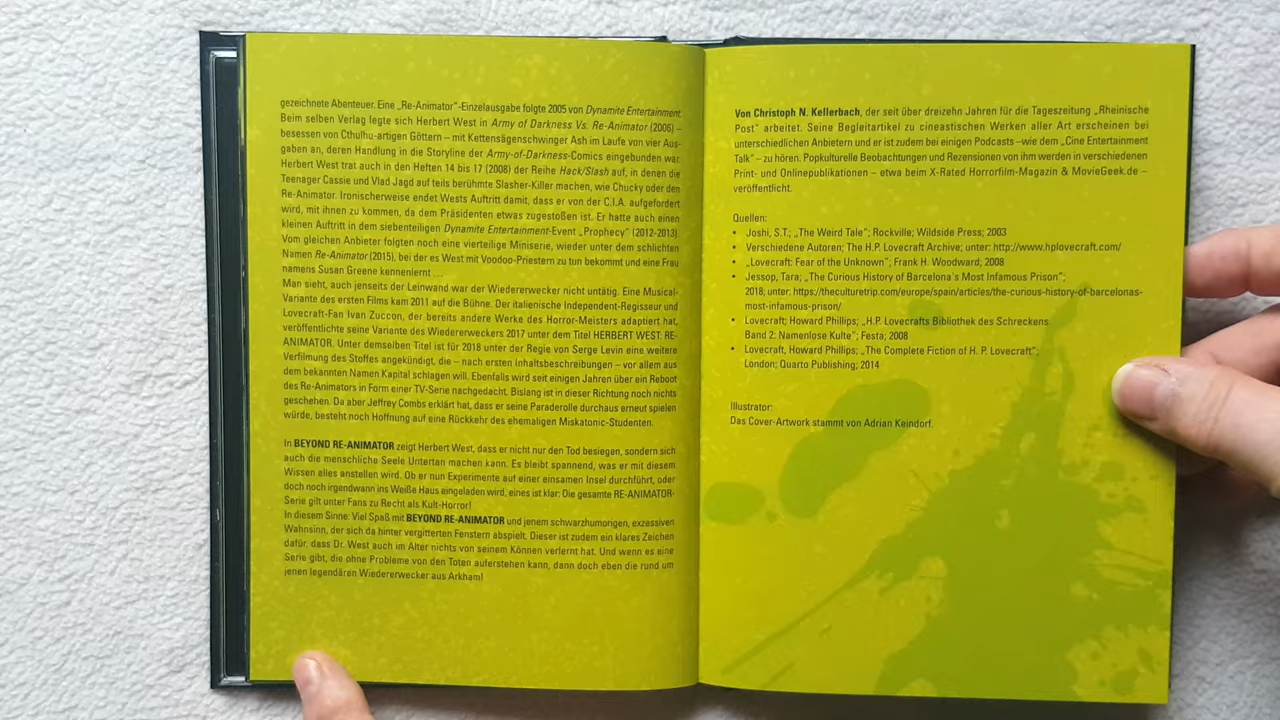 gezeichnete Abenteuer. Eine „Re-Animator"-Einzelausgabe folgte 2005 von Dynamite Entertainment.
Beim selben Verlag legte sich Herbert West in Army of Darkness Vs. Re-Animator (2006) –
besessen von Cthulhu-artigen Göttern – mit Kettensägenschwinger Ash im Laufe von vier Aus-
gaben an, deren Handlung in die Storyline der Army-of-Darkness-Comics eingebunden war.
Herbert West trat auch in den Heften 14 bis 17 (2008) der Reihe Hack/Slash auf, in denen die
Teenager Cassie und Vlad Jagd auf teils berühmte Slasher-Killer machen, wie Chucky oder den
Re-Animator. Ironischerweise endet Wests Auftritt damit, dass er von der C.I.A. aufgefordert
wird, mit ihnen zu kommen, da dem Präsidenten etwas zugestoßen ist. Er hatte auch einen
kleinen Auftritt in dem siebenteiligen Dynamite Entertainment-Event „Prophecy" (2012-2013).
Vom gleichen Anbieter folgten noch eine vierteilige Miniserie, wieder unter dem schlichten
Namen Re-Animator (2015), bei der es West mit Voodoo-Priestern zu tun bekommt und eine Frau
namens Susan Greene kennenlernt ...
Man sieht, auch jenseits der Leinwand war der Wiedererwecker nicht untätig. Eine Musical-
Variante des ersten Films kam 2011 auf die Bühne. Der italienische Independent-Regisseur und
Lovecraft-Fan Ivan Zuccon, der bereits andere Werke des Horror-Meisters adaptiert hat,
veröffentlichte seine Variante des Wiedererweckers 2017 unter dem Titel HERBERT WEST: RE-
ANIMATOR. Unter demselben Titel ist für 2018 unter der Regie von Serge Levin eine weitere
Verfilmung des Stoffes angekündigt, die – nach ersten Inhaltsbeschreibungen – vor allem aus
dem bekannten Namen Kapital schlagen will. Ebenfalls wird seit einigen Jahren über ein Reboot
des Re-Animators in Form einer TV-Serie nachgedacht. Bislang ist in dieser Richtung noch nichts
geschehen. Da aber Jeffrey Combs erklärt hat, dass er seine Paraderolle durchaus erneut spielen
würde, besteht noch Hoffnung auf eine Rückkehr des ehemaligen Miskatonic-Studenten.
In BEYOND RE-ANIMATOR zeigt Herbert West, dass er nicht nur den Tod besiegen, sondern sich
auch die menschliche Seele Untertan machen kann. Es bleibt spannend, was er mit diesem
Wissen alles anstellen wird. Ob er nun Experimente auf einer einsamen Insel durchführt, oder
doch noch irgendwann ins Weiße Haus eingeladen wird, eines ist klar: Die gesamte RE-ANIMATOR-
Serie gilt unter Fans zu Recht als Kult-Horror!
In diesem Sinne: Viel Spaß mit BEYOND RE-ANIMATOR und jenem schwarzhumorigen, exzessiven
Wahnsinn, der sich da hinter vergitterten Fenstern abspielt. Dieser ist zudem ein klares Zeichen
dafür, dass Dr. West auch im Alter nichts von seinem Können verlernt hat. Und wenn es eine
Serie gibt, die ohne Probleme von den Toten auferstehen kann, dann doch eben die rund um
jenen legendären Wiedererwecker aus Arkham!
Von Christoph N. Kellerbach, der seit über dreizehn Jahren für die Tageszeitung „Rheinische
Post" arbeitet. Seine Begleitartikel zu cineastischen Werken aller Art erscheinen bei
unterschiedlichen Anbietern und er ist zudem bei einigen Podcasts –wie dem „Cine Entertainment
Talk" – zu hören. Popkulturelle Beobachtungen und Rezensionen von ihm werden in verschiedenen
Print- und Onlinepublikationen – etwa beim X-Rated Horrorfilm-Magazin & MovieGeek.de –
veröffentlicht.
Quellen:
• Joshi, S.T.; „The Weird Tale"; Rockville; Wildside Press; 2003
• Verschiedene Autoren; The H.P. Lovecraft Archive; unter: http://www.hplovecraft.com/
• „Lovecraft: Fear of the Unknown"; Frank H. Woodward; 2008
• Jessop, Tara; „The Curious History of Barcelona's Most Infamous Prison";
2018; unter: https://theculturetrip.com/europe/spain/articles/the-curious-history-of-barcelonas-
most-infamous-prison/
• Lovecraft; Howard Phillips; „H.P. Lovecrafts Bibliothek des Schreckens
Band 2: Namenlose Kulte"; Festa; 2008
• Lovecraft, Howard Phillips; „The Complete Fiction of H. P. Lovecraft";
London; Quarto Publishing; 2014
Illustrator:
Das Cover-Artwork stammt von Adrian Keindorf.